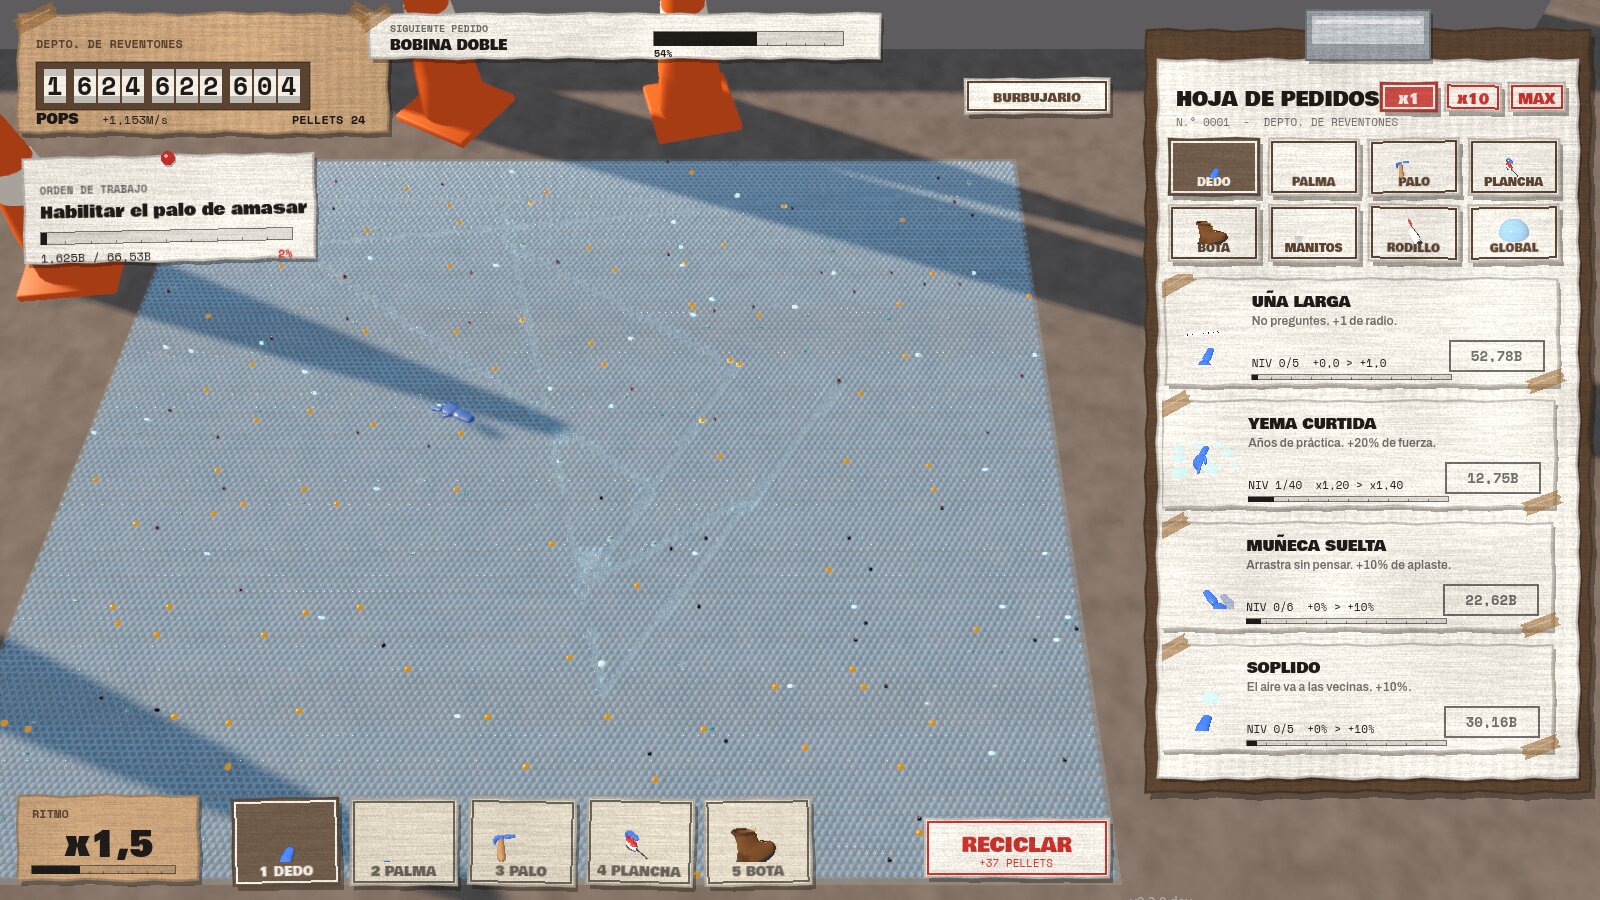 DEPTO. DE REVENTONES
1 624 622 604
POPS +1,153M/s PELLETS 24
SIGUIENTE PEDIDO
BOBINA DOBLE
54%
ORDEN DE TRABAJO
Habilitar el palo de amasar
1,625B / 66,53B 2%
BURBUJARIO
HOJA DE PEDIDOS x1 x10 MAX
N.° 0001 - DEPTO. DE REVENTONES
DEDO PALMA PALO PLANCHA
BOTA MANITOS RODILLO GLOBAL
UÑA LARGA
No preguntes. +1 de radio.
NIV 0/5 +0,0 > +1,0 52,78B
YEMA CURTIDA
Años de práctica. +20% de fuerza.
NIV 1/40 x1,20 > x1,40 12,75B
MUÑECA SUELTA
Arrastra sin pensar. +10% de aplaste.
NIV 0/6 +0% > +10% 22,62B
SOPLIDO
El aire va a las vecinas. +10%.
NIV 0/5 +0% > +10% 30,16B
RITMO
x1,5
1 DEDO 2 PALMA 3 PALO 4 PLANCHA 5 BOTA
RECICLAR
+37 PELLETS